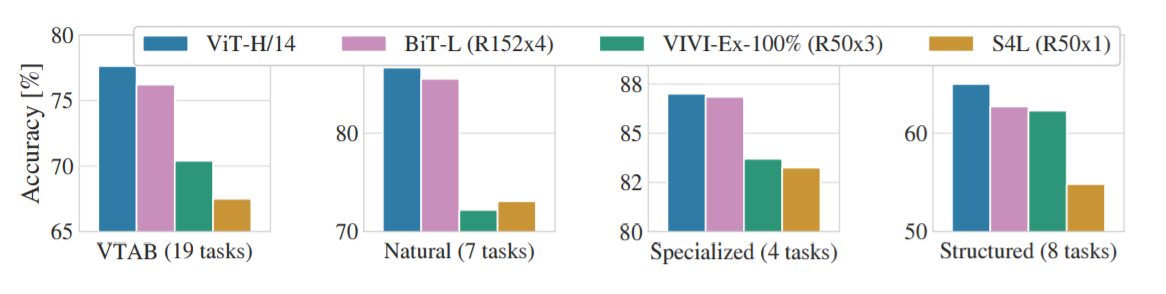 ViT-H/14 BiT-L (R152x4) VIVI-Ex-100% (R50x3) S4L (R50x1)
Accuracy [%]
80
75
70
65
VTAB (19 tasks)
80
70
Natural (7 tasks)
88
85
82
80
Specialized (4 tasks)
60
50
Structured (8 tasks)